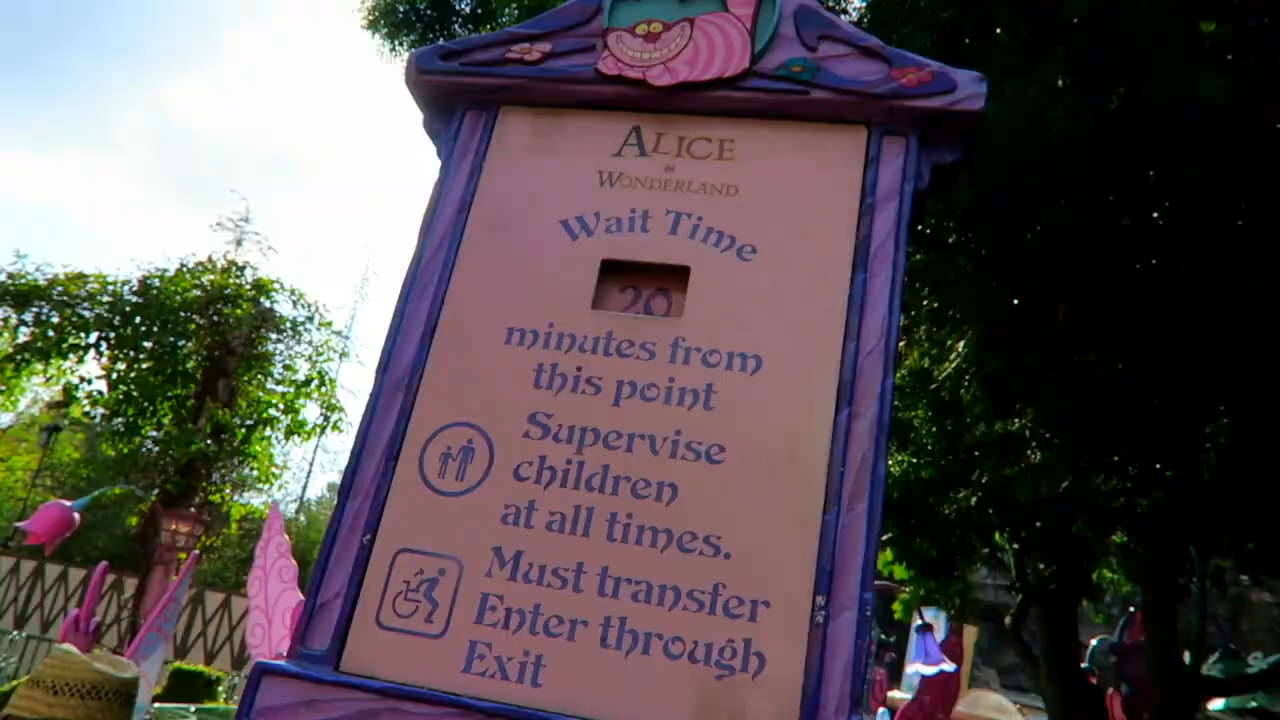 ALICE
in
WONDERLAND
Wait Time
20
minutes from
this point
Supervise
children
at all times.
Must transfer
Enter through
Exit